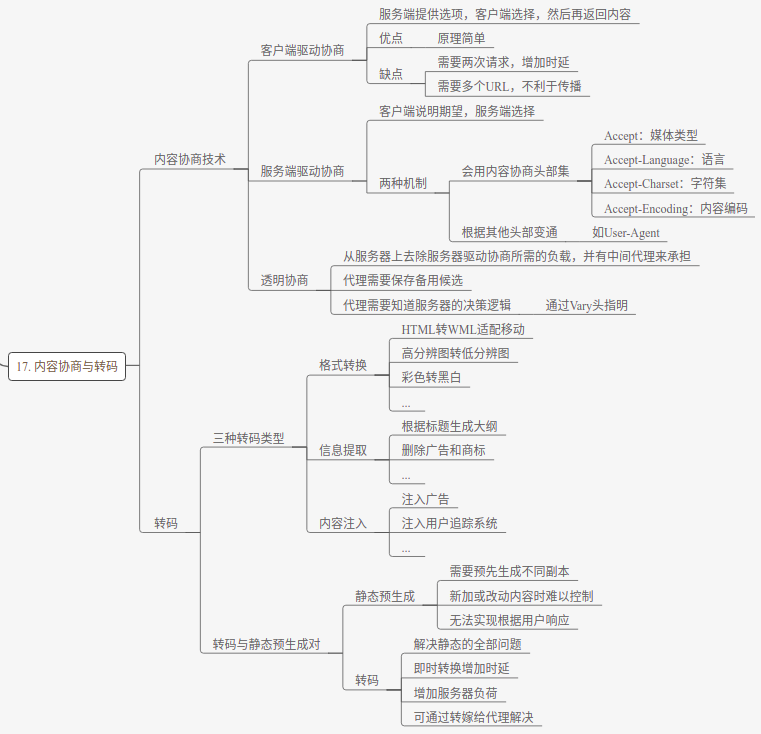 17. 内容协商与转码
内容协商技术
客户端驱动协商
服务端提供选项，客户端选择，然后再返回内容
优点
原理简单
缺点
需要两次请求，增加时延
需要多个URL，不利于传播
服务端驱动协商
客户端说明期望，服务端选择
两种机制
会用内容协商头部集
Accept：媒体类型
Accept-Language：语言
Accept-Charset：字符集
Accept-Encoding：内容编码
根据其他头部变通
如User-Agent
透明协商
从服务器上去除服务器驱动协商所需的负载，并有中间代理来承担
代理需要保存备用候选
代理需要知道服务器的决策逻辑
通过Vary头指明
转码
三种转码类型
格式转换
HTML转WML适配移动
高分辨图转低分辨图
彩色转黑白
...
信息提取
根据标题生成大纲
删除广告和商标
...
内容注入
注入广告
注入用户追踪系统
...
转码与静态预生成对
静态预生成
需要预先生成不同副本
新加或改动内容时难以控制
无法实现根据用户响应
转码
解决静态的全部问题
即时转换增加时延
增加服务器负荷
可通过转嫁给代理解决